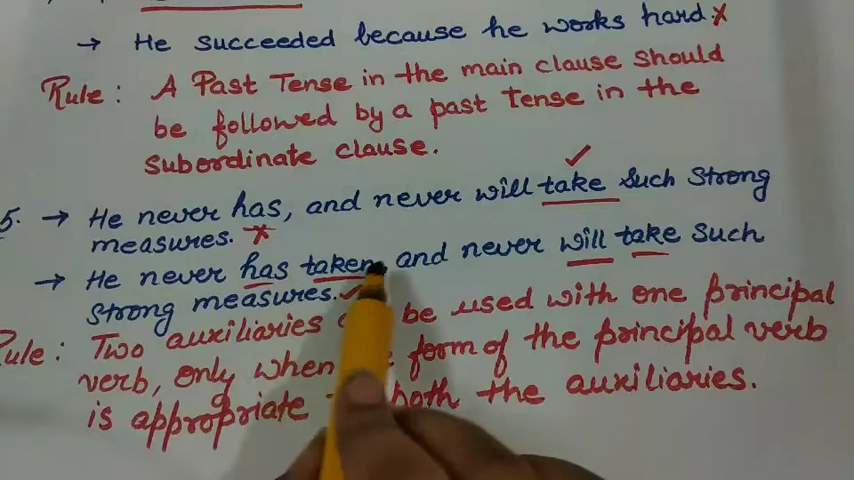 → He succeeded because he works hard. ×
Rule: A Past Tense in the main clause should
be followed by a past Tense in the
subordinate clause.
5. → He never has, and never will take such strong
measures.
→ He never has taken, and never will take such
strong measures.
Rule: Two auxiliaries be used with one principal
verb, only when form of the principal verb
is appropriate both the auxiliaries.